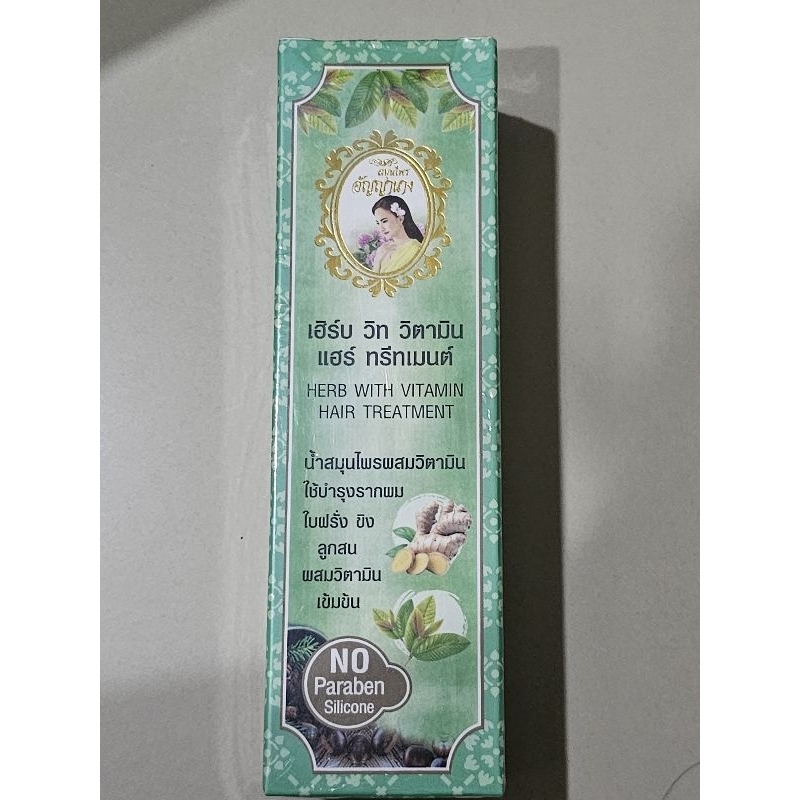 สมุนไพร
อัญญานาง
เฮิร์บ วิท วิตามิน
แฮร์ ทรีทเมนต์
HERB WITH VITAMIN
HAIR TREATMENT
น้ำสมุนไพรผสมวิตามิน
ใช้บำรุงรากผม
ใบฝรั่ง ขิง
ลูกสน
ผสมวิตามิน
เข้มข้น
NO
Paraben
Silicone